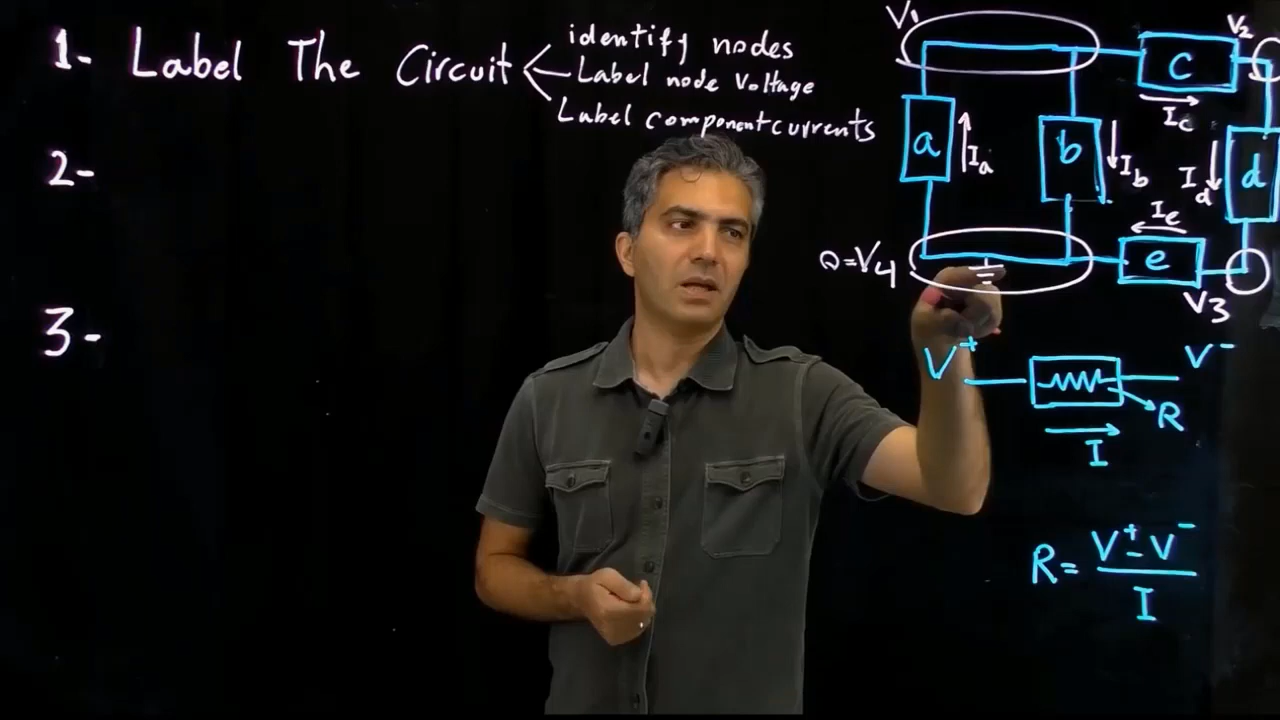 1- Label The Circuit
identify nodes
Label node Voltage
Label component currents
2-
3-
V1
V2
c
Ic
a
Ia
b
Ib
Id
d
Ie
e
0=V4
V3
V+
V-
R
I
R= V+-V-
I